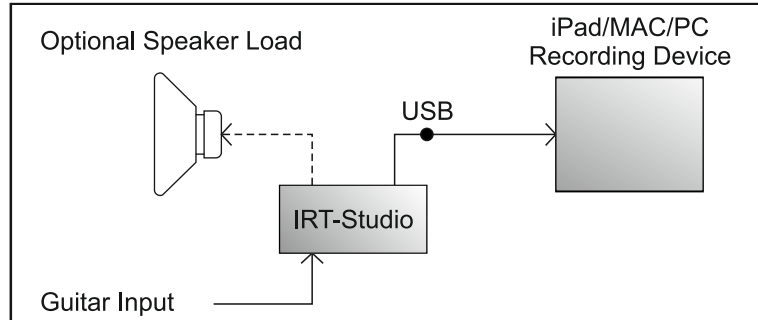 Optional Speaker Load
iPad/MAC/PC
Recording Device
USB
IRT-Studio
Guitar Input